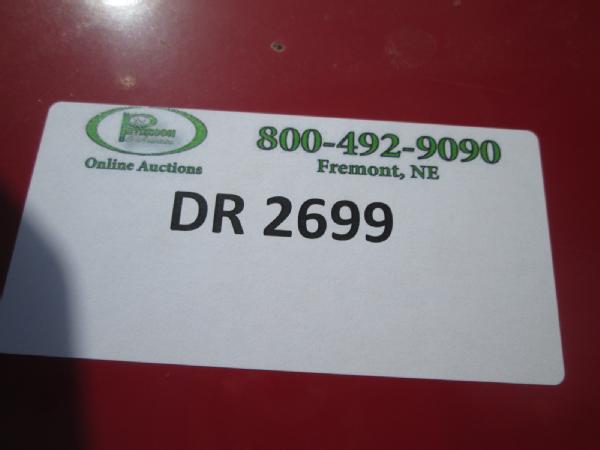 800-492-9090
Online Auctions
Fremont, NE
DR 2699